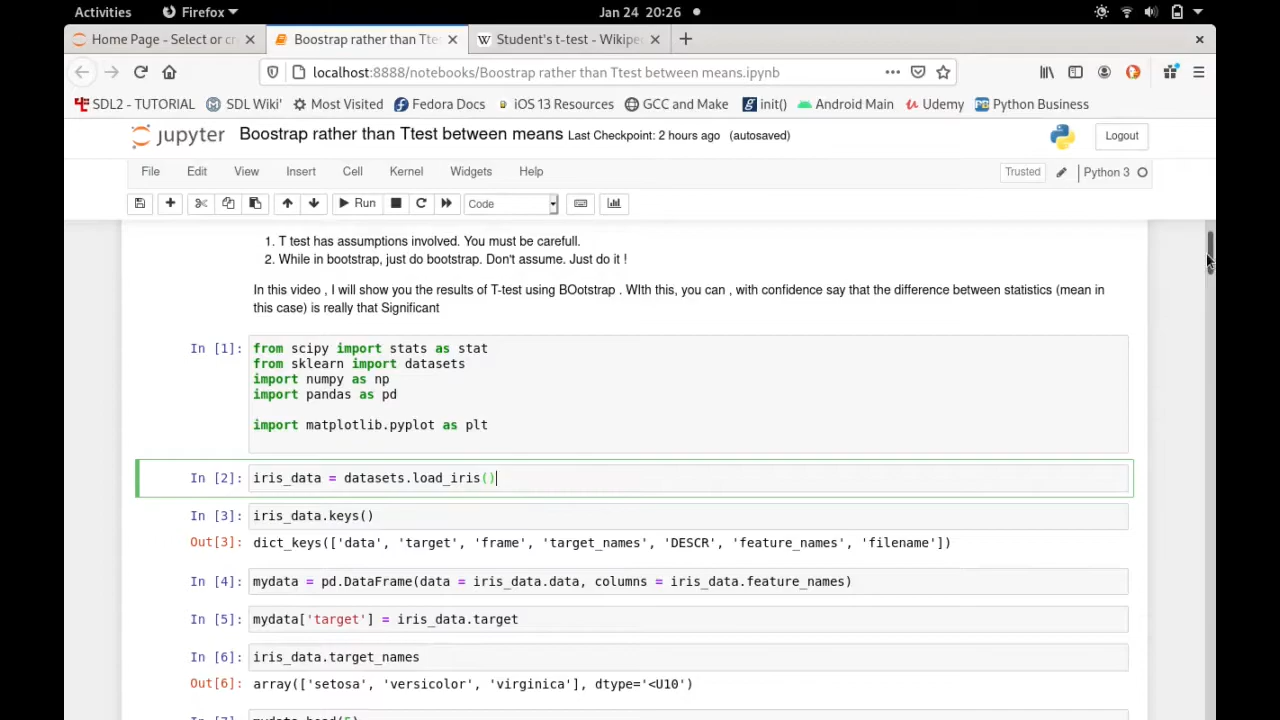 Activities Firefox Jan 24 20:26
Home Page - Select or cr Boostrap rather than Tte Student's t-test - Wikipe
localhost:8888/notebooks/Boostrap rather than Ttest between means.ipynb
SDL2 - TUTORIAL SDL Wiki' Most Visited Fedora Docs iOS 13 Resources GCC and Make init() Android Main Udemy Python Business
jupyter Boostrap rather than Ttest between means Last Checkpoint: 2 hours ago (autosaved) Logout
File Edit View Insert Cell Kernel Widgets Help Trusted Python 3
Run Code
1. T test has assumptions involved. You must be carefull.
2. While in bootstrap, just do bootstrap. Don't assume. Just do it !
In this video , I will show you the results of T-test using BOotstrap . WIth this, you can , with confidence say that the difference between statistics (mean in
this case) is really that Significant
In [1]: from scipy import stats as stat
from sklearn import datasets
import numpy as np
import pandas as pd
import matplotlib.pyplot as plt
In [2]: iris_data = datasets.load_iris()
In [3]: iris_data.keys()
Out[3]: dict_keys(['data', 'target', 'frame', 'target_names', 'DESCR', 'feature_names', 'filename'])
In [4]: mydata = pd.DataFrame(data = iris_data.data, columns = iris_data.feature_names)
In [5]: mydata['target'] = iris_data.target
In [6]: iris_data.target_names
Out[6]: array(['setosa', 'versicolor', 'virginica'], dtype='<U10')
In [7]: mydata.head(5)